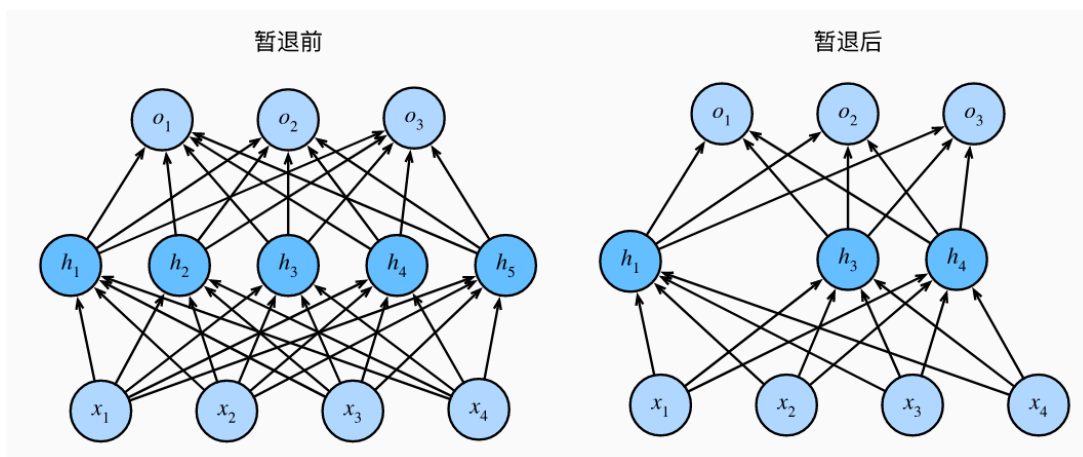 暂退前 暂退后
o₁ o₂ o₃ o₁ o₂ o₃
h₁ h₂ h₃ h₄ h₅ h₁ h₃ h₄
x₁ x₂ x₃ x₄ x₁ x₂ x₃ x₄